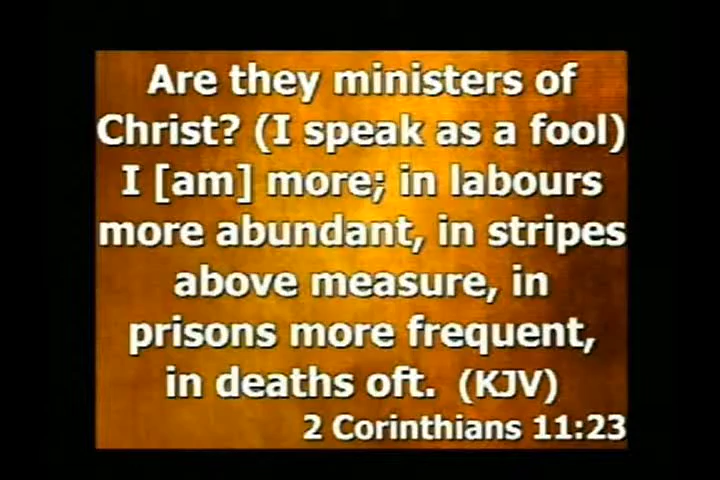 Are they ministers of
Christ? (I speak as a fool)
I [am] more; in labours
more abundant, in stripes
above measure, in
prisons more frequent,
in deaths oft. (KJV)
2 Corinthians 11:23